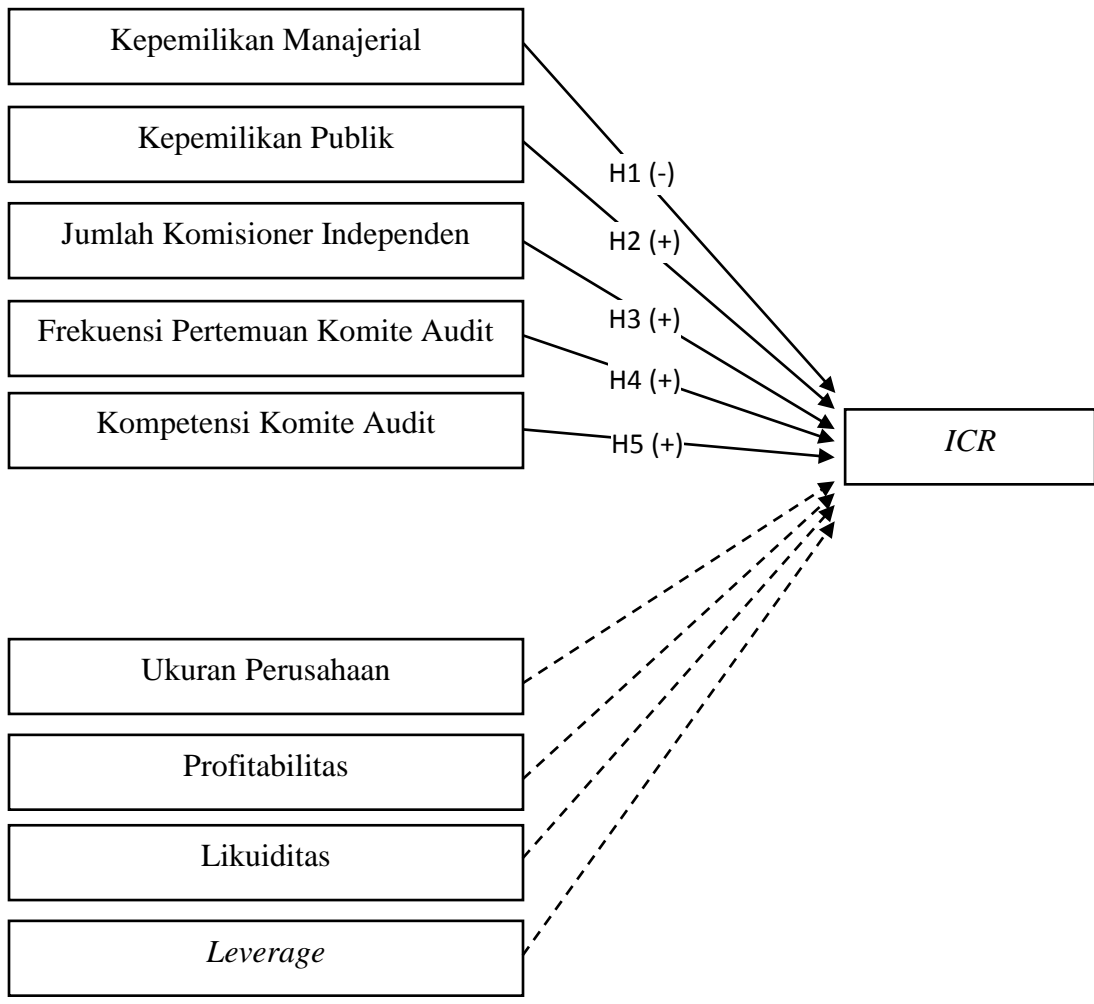 Kepemilikan Manajerial
Kepemilikan Publik
H1 (-)
Jumlah Komisioner Independen
H2 (+)
Frekuensi Pertemuan Komite Audit
H3 (+)
H4 (+)
Kompetensi Komite Audit
H5 (+)
ICR
Ukuran Perusahaan
Profitabilitas
Likuiditas
Leverage